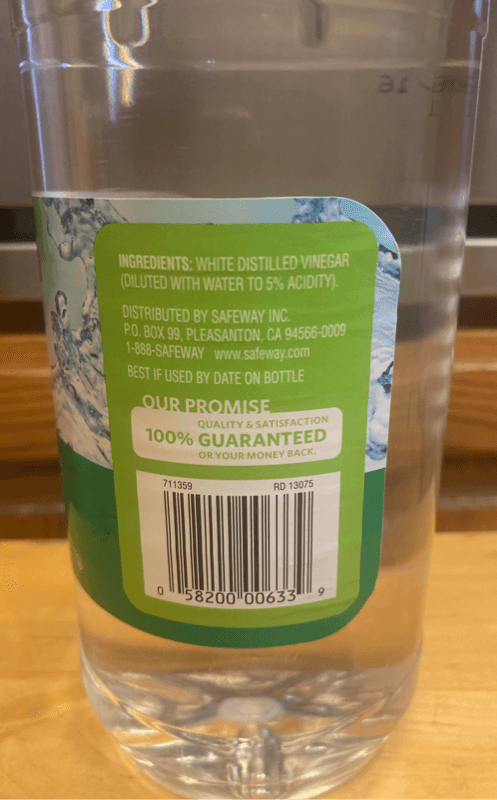 16
INGREDIENTS: WHITE DISTILLED VINEGAR
(DILUTED WITH WATER TO 5% ACIDITY).
DISTRIBUTED BY SAFEWAY INC.
P.O. BOX 99, PLEASANTON, CA 94566-0009
1-888-SAFEWAY www.safeway.com
BEST IF USED BY DATE ON BOTTLE
OUR PROMISE
QUALITY & SATISFACTION
100% GUARANTEED
OR YOUR MONEY BACK.
711359 RD 13075
0 58200 00633 9